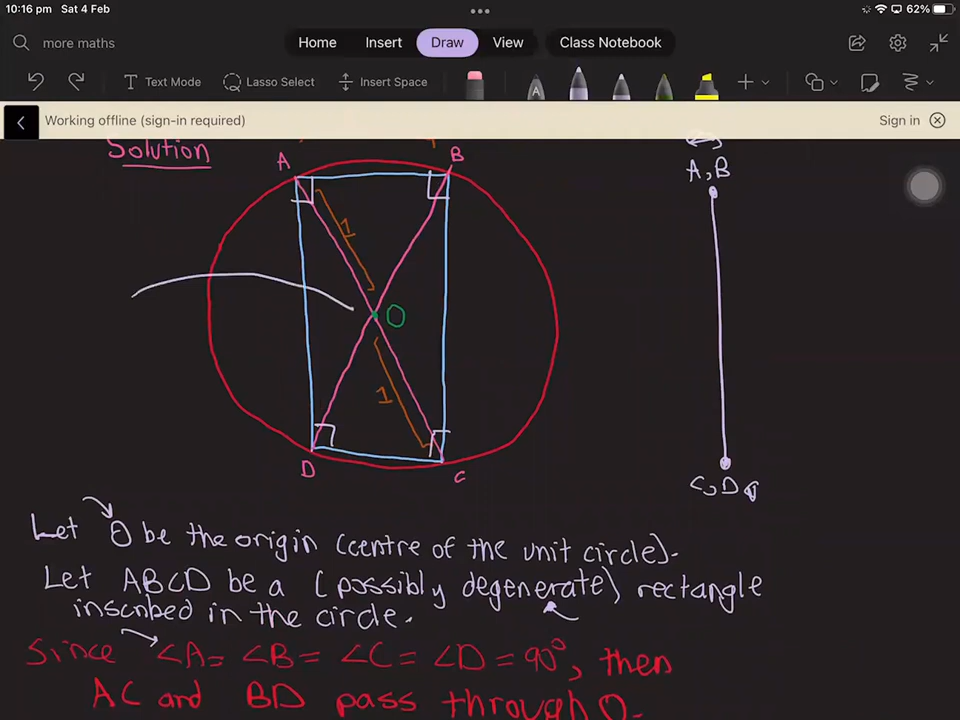 10:16 pm Sat 4 Feb 62%
more maths Home Insert Draw View Class Notebook
Text Mode Lasso Select Insert Space
Working offline (sign-in required) Sign in
Solution
A B
A,B
1
O
1
D C
C,D
Let O be the origin (centre of the unit circle).
Let ABCD be a (possibly degenerate) rectangle
inscribed in the circle.
Since ∠A= ∠B= ∠C= ∠D=90°, then
AC and BD pass through O.